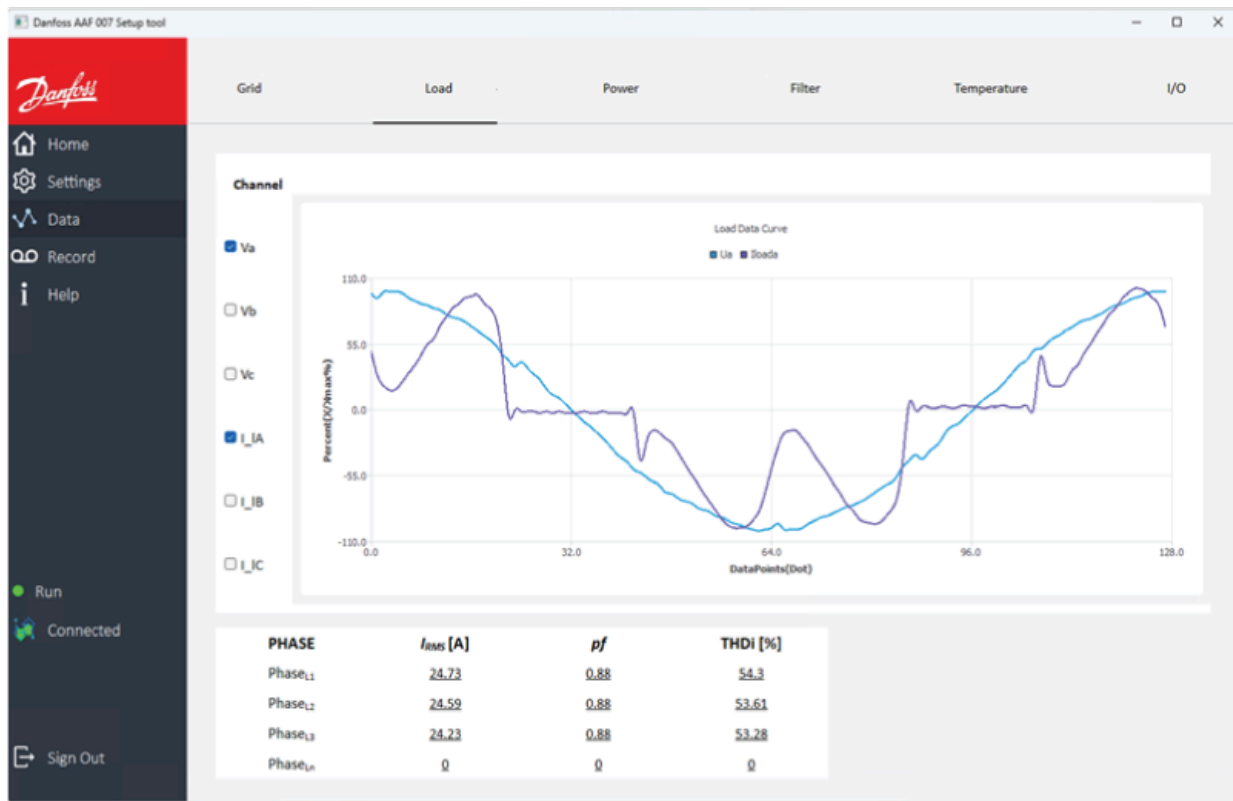 Danfoss AAF 007 Setup tool
Danfoss
Home
Settings
Data
Record
Help
Run
Connected
Sign Out
Grid Load Power Filter Temperature I/O
Channel
Va
Vb
Vc
I_IA
I_IB
I_IC
Load Data Curve
Ua Iloada
Percent(X/Xmax%)
110.0
55.0
0.0
-55.0
-110.0
0.0 32.0 64.0 96.0 128.0
DataPoints(Dot)
PHASE IRMS [A] pf THDi [%]
PhaseL1 24.73 0.88 54.3
PhaseL2 24.59 0.88 53.61
PhaseL3 24.23 0.88 53.28
PhaseLn 0 0 0